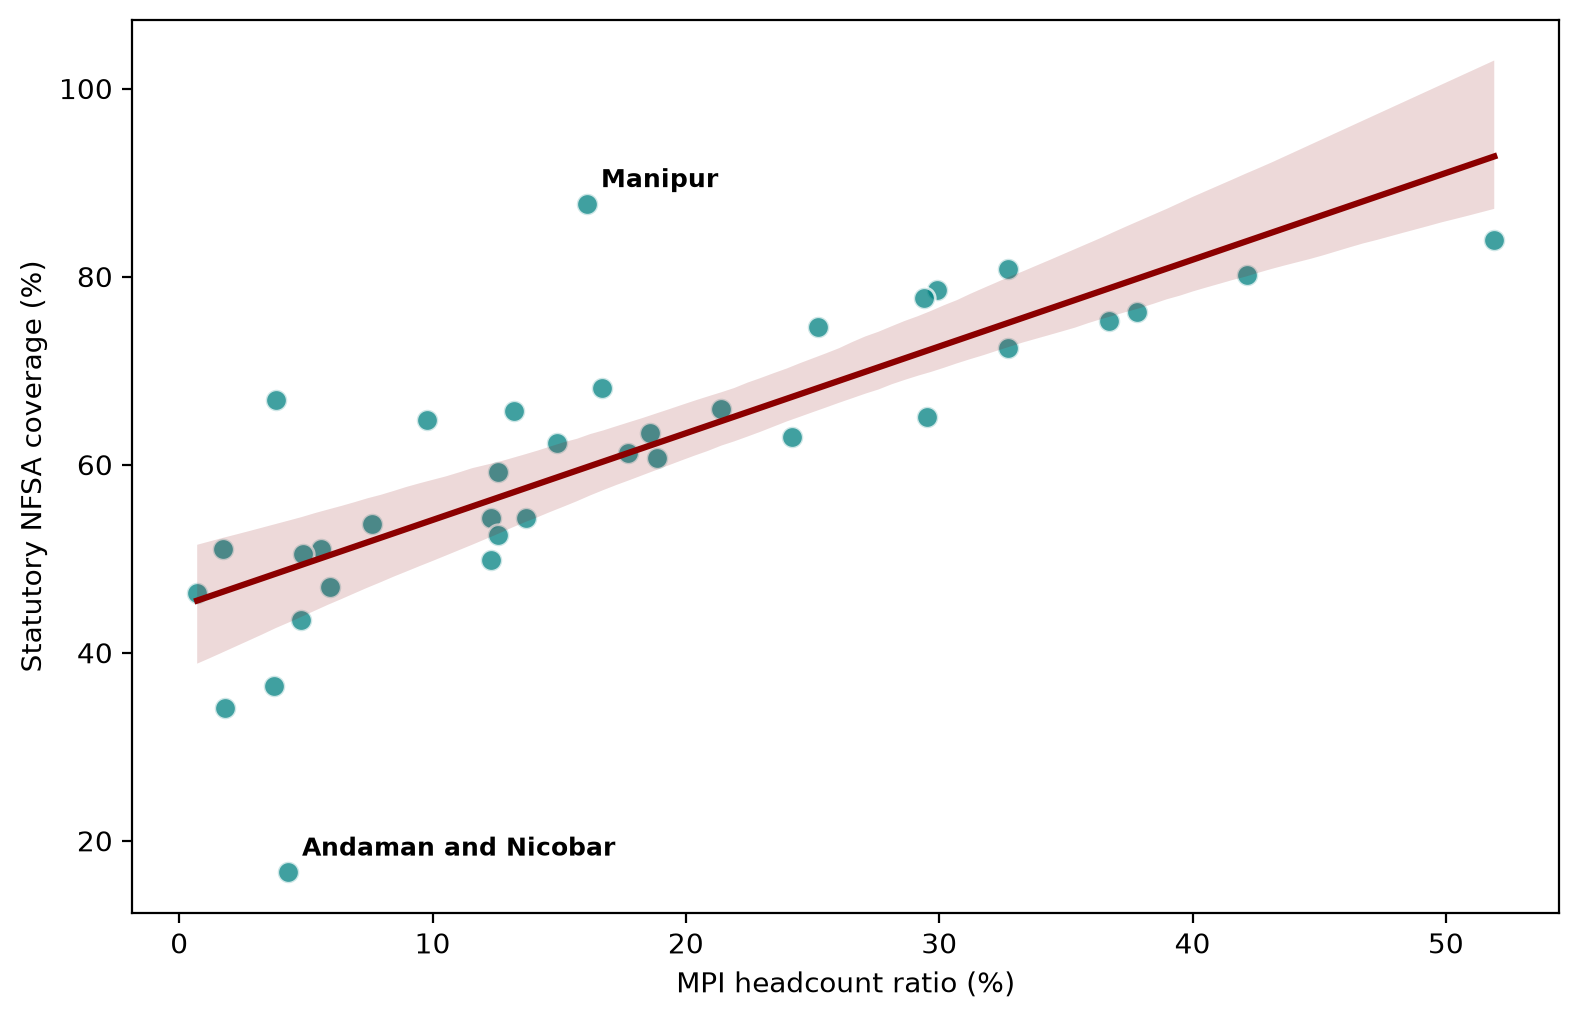 Statutory NFSA coverage (%)
100
80
60
40
20
Manipur
Andaman and Nicobar
0 10 20 30 40 50
MPI headcount ratio (%)